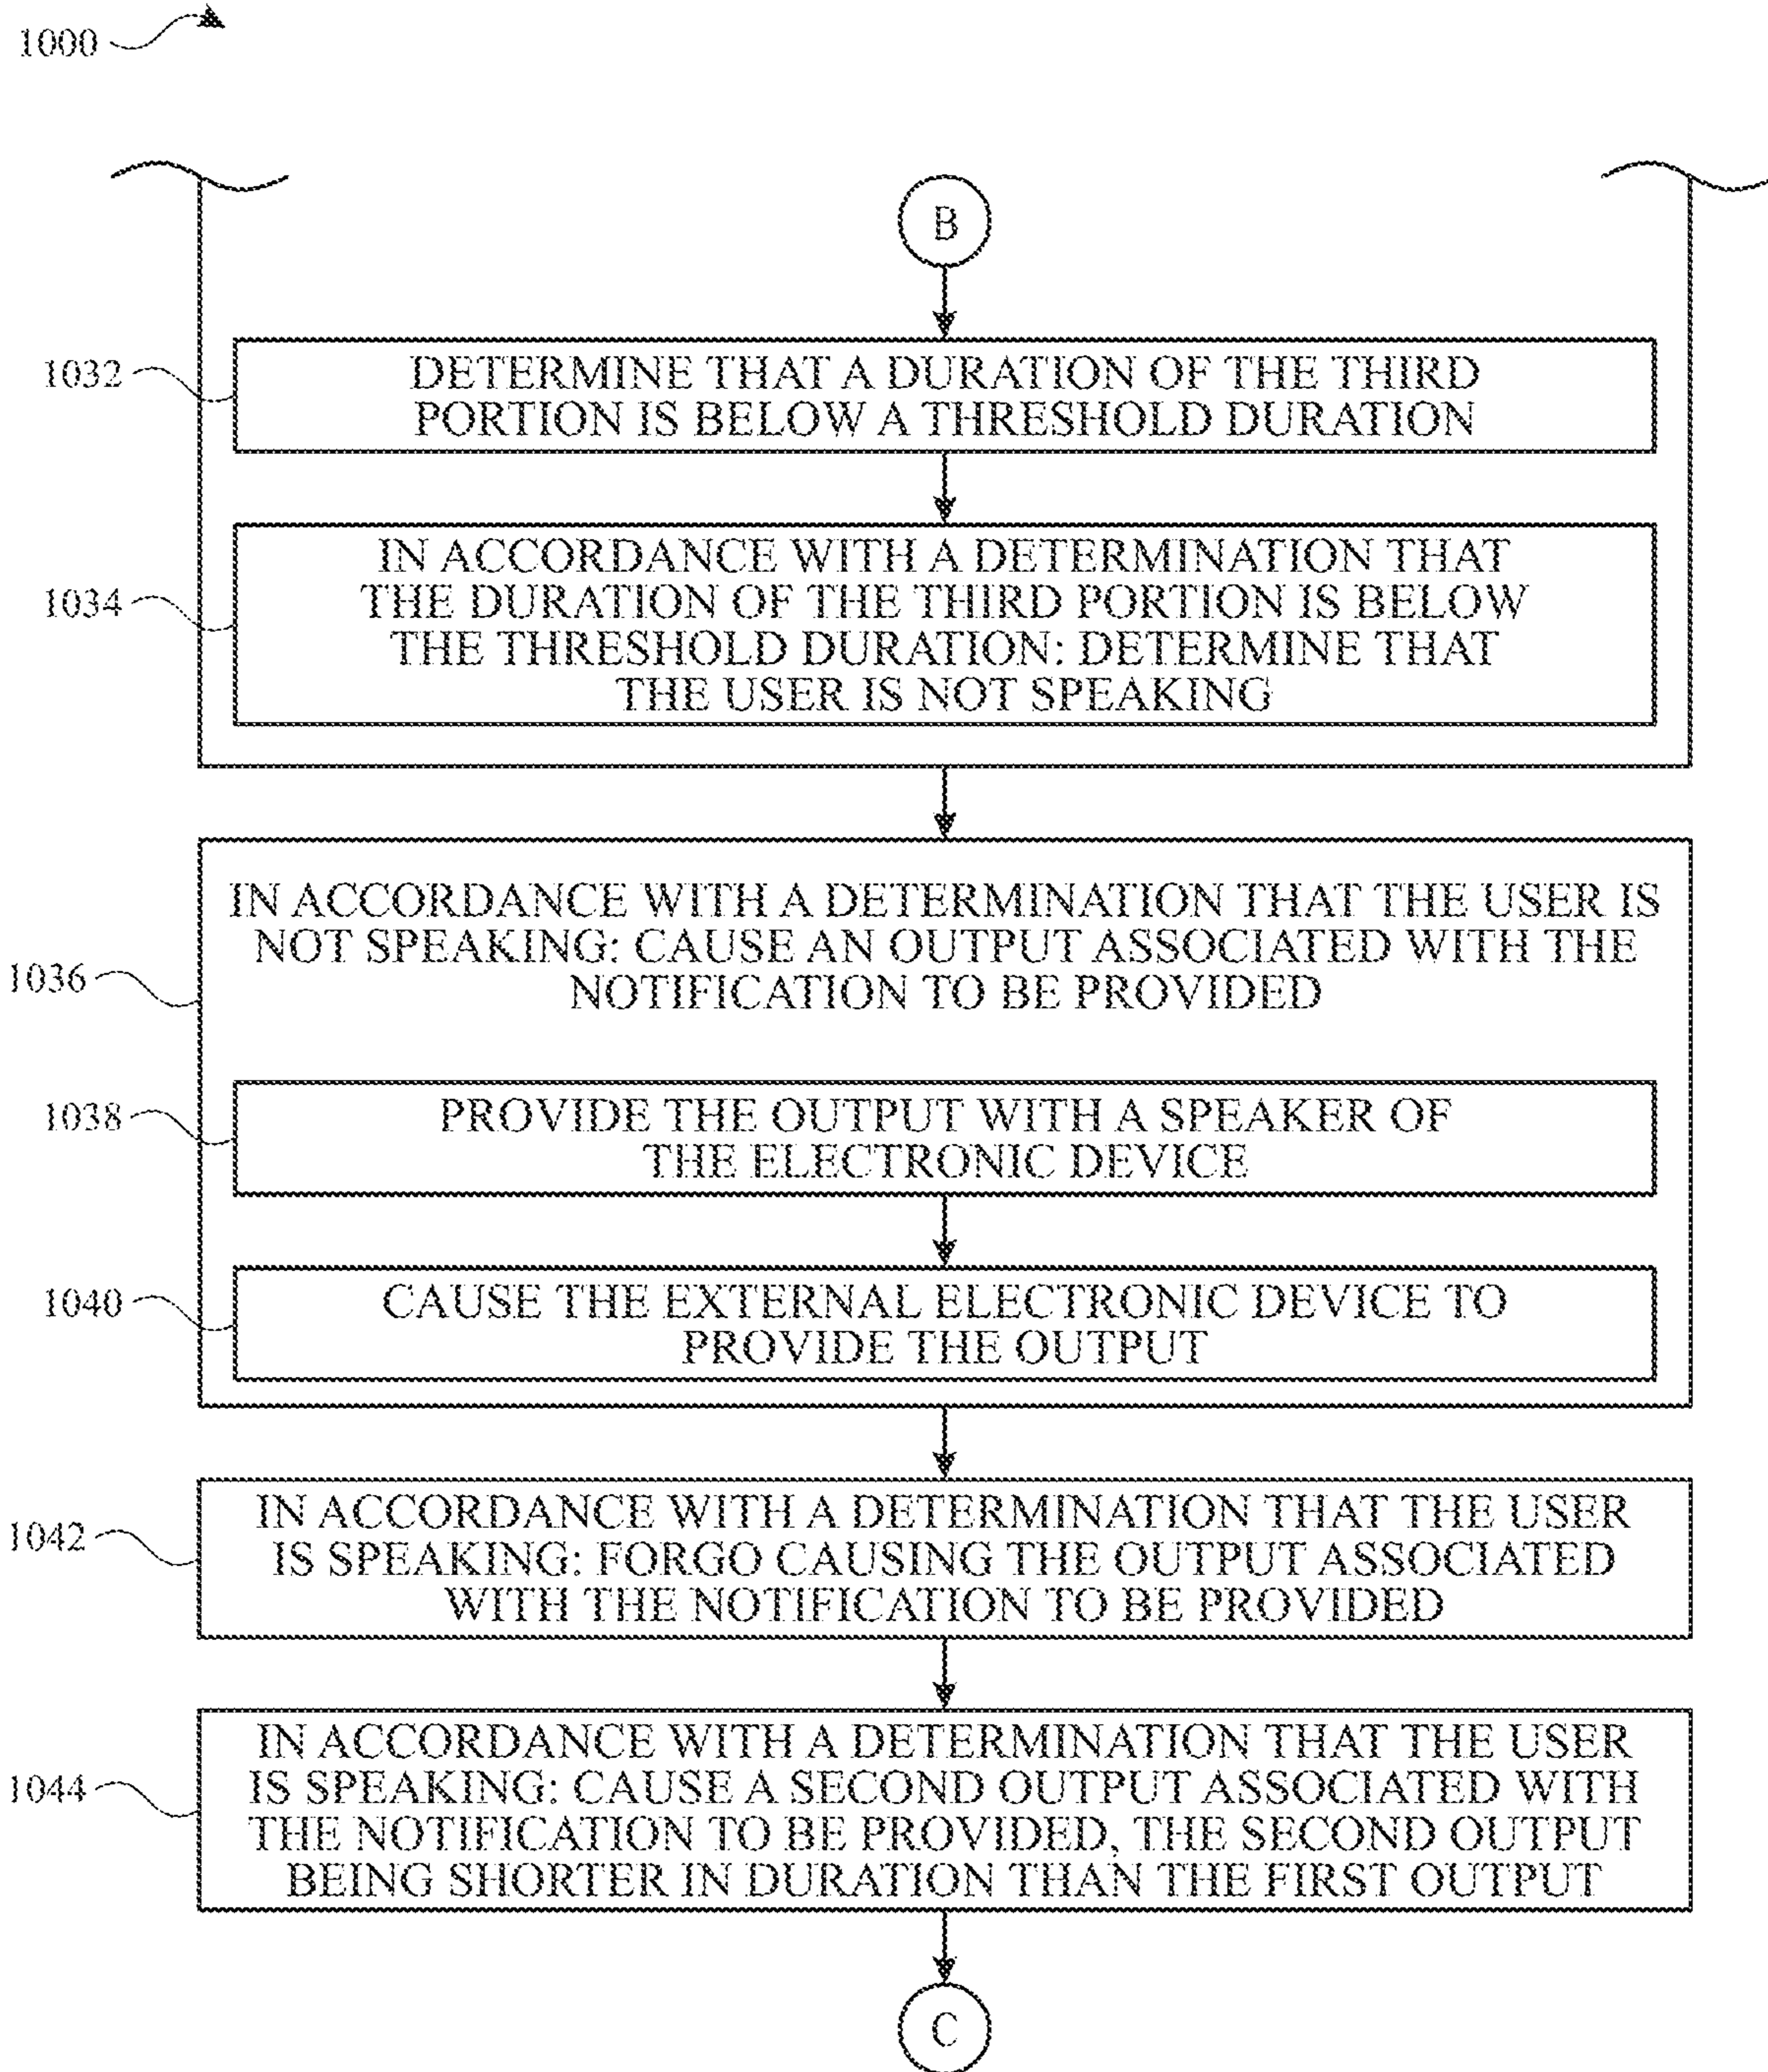 1000
B
1032
DETERMINE THAT A DURATION OF THE THIRD
PORTION IS BELOW A THRESHOLD DURATION
1034
IN ACCORDANCE WITH A DETERMINATION THAT
THE DURATION OF THE THIRD PORTION IS BELOW
THE THRESHOLD DURATION: DETERMINE THAT
THE USER IS NOT SPEAKING
1036
IN ACCORDANCE WITH A DETERMINATION THAT THE USER IS
NOT SPEAKING: CAUSE AN OUTPUT ASSOCIATED WITH THE
NOTIFICATION TO BE PROVIDED
1038
PROVIDE THE OUTPUT WITH A SPEAKER OF
THE ELECTRONIC DEVICE
1040
CAUSE THE EXTERNAL ELECTRONIC DEVICE TO
PROVIDE THE OUTPUT
1042
IN ACCORDANCE WITH A DETERMINATION THAT THE USER
IS SPEAKING: FORGO CAUSING THE OUTPUT ASSOCIATED
WITH THE NOTIFICATION TO BE PROVIDED
1044
IN ACCORDANCE WITH A DETERMINATION THAT THE USER
IS SPEAKING: CAUSE A SECOND OUTPUT ASSOCIATED WITH
THE NOTIFICATION TO BE PROVIDED, THE SECOND OUTPUT
BEING SHORTER IN DURATION THAN THE FIRST OUTPUT
C